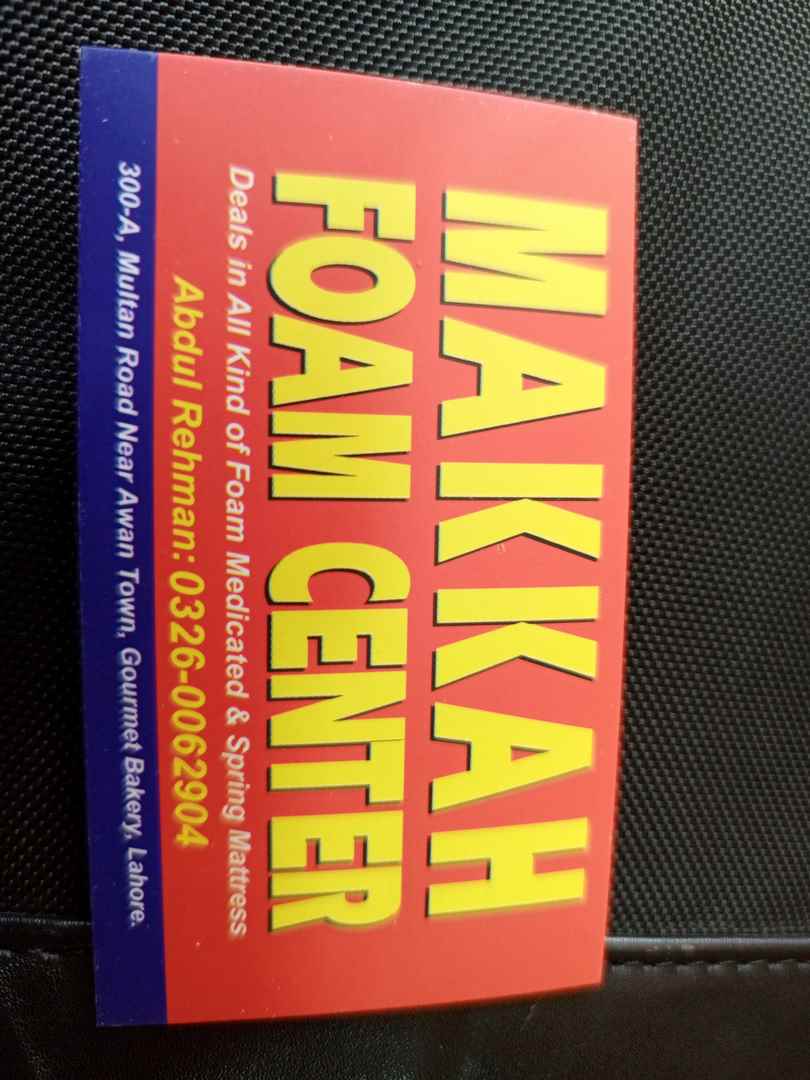 MAKKAH
FOAM CENTER
Deals in All Kind of Foam Medicated & Spring Mattress
Abdul Rehman: 0326-0062904
300-A, Multan Road Near Awan Town, Gourmet Bakery, Lahore.